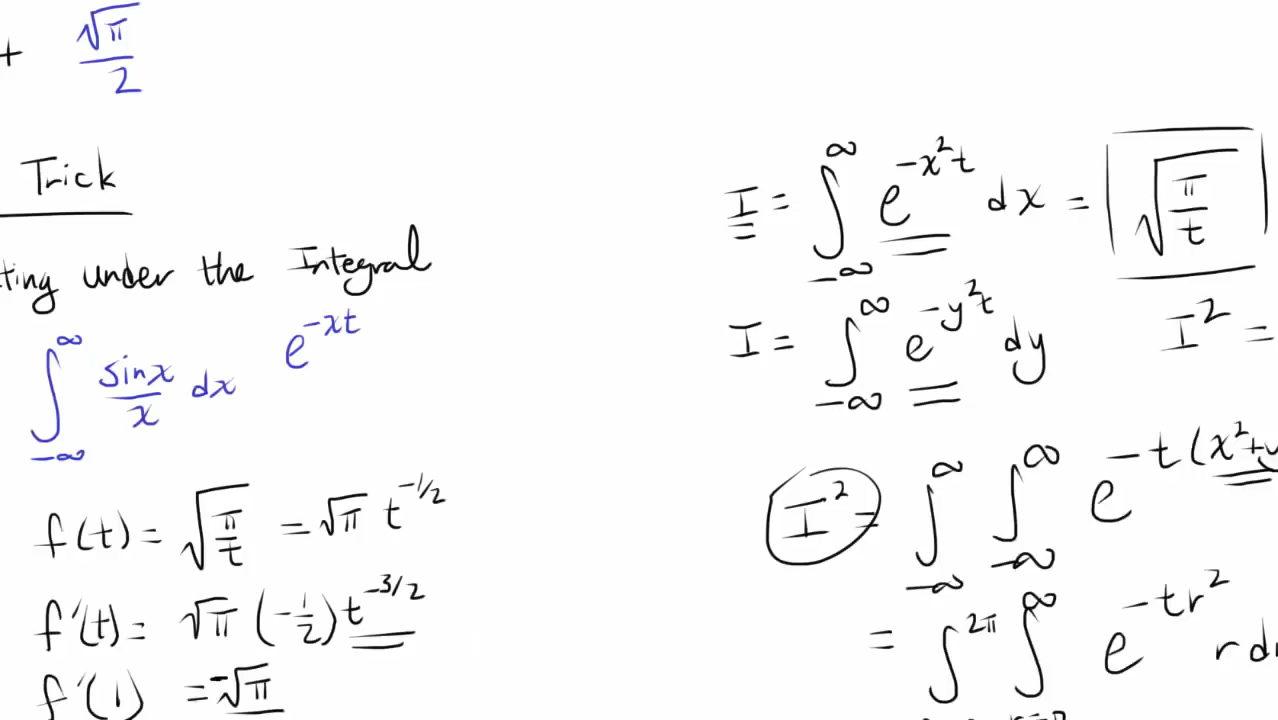 + √π/2
Trick
ting under the Integral
∫_{-∞}^{∞} sinx/x dx e^{-xt}
f(t) = √(π/t) = √π t^{-1/2}
f'(t) = √π (-1/2) t^{-3/2}
f'(1) = -√π
I = ∫_{-∞}^{∞} e^{-x²t} dx = √(π/t)
I = ∫_{-∞}^{∞} e^{-y²t} dy I² =
I² = ∫_{-∞}^{∞} ∫_{-∞}^{∞} e^{-t(x²+y
= ∫^{2π} ∫^{∞} e^{-tr²} r d